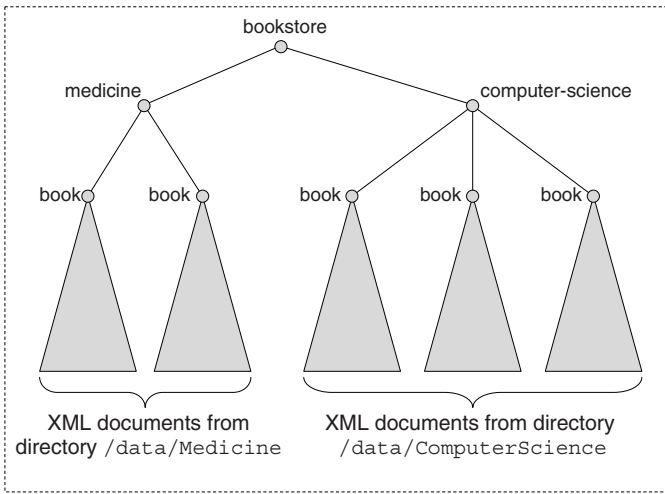 bookstore
medicine
computer-science
book
book
book
book
book
XML documents from
directory /data/Medicine
XML documents from directory
/data/ComputerScience